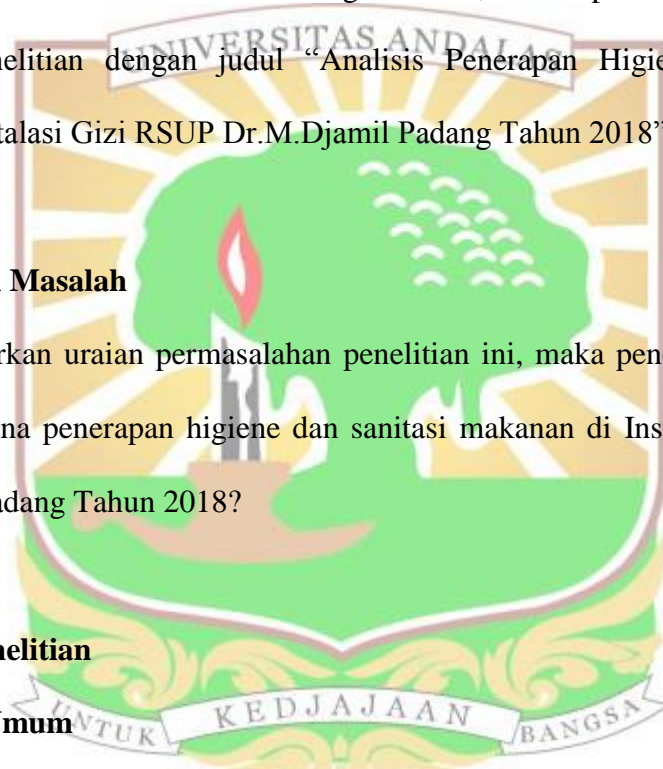 UNIVERSITAS ANDALAS
nelitian dengan judul “Analisis Penerapan Higie
talasi Gizi RSUP Dr.M.Djamil Padang Tahun 2018”
Masalah
rkan uraian permasalahan penelitian ini, maka pen
na penerapan higiene dan sanitasi makanan di Ins
adang Tahun 2018?
nelitian
Umum
UNTUK KEDJAJAAN BANGSA